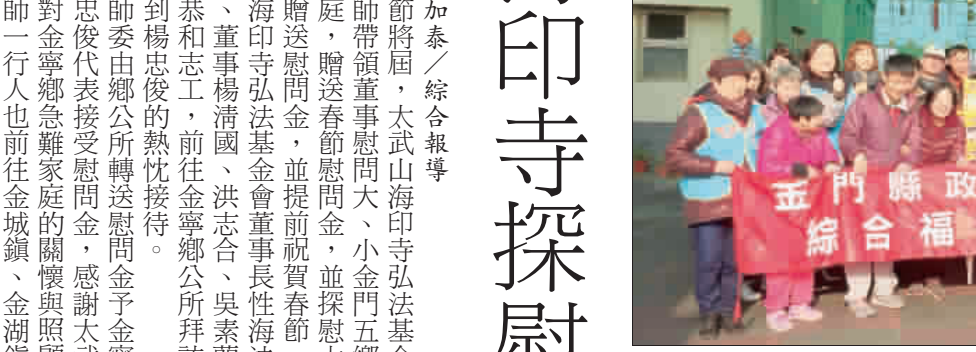 金門縣政
綜合福
印寺探慰
加泰／綜合報導
節將屆，太武山海印寺弘法基金
師帶領董事慰問大、小金門五鄉
庭，贈送春節慰問金，並探慰
贈送慰問金，並提前祝賀春節
海印寺弘法基金會董事長性海法
、董事楊清國、洪志合、吳素
恭和志工，前往金寧鄉公所拜訪
到楊忠俊的熱忱接待。
師委由鄉公所轉送慰問金予金寧
忠俊代表接受慰問金，感謝太武
對金寧鄉急難家庭的關懷與照顧
師一行人也前往金城鎮、金湖鎮